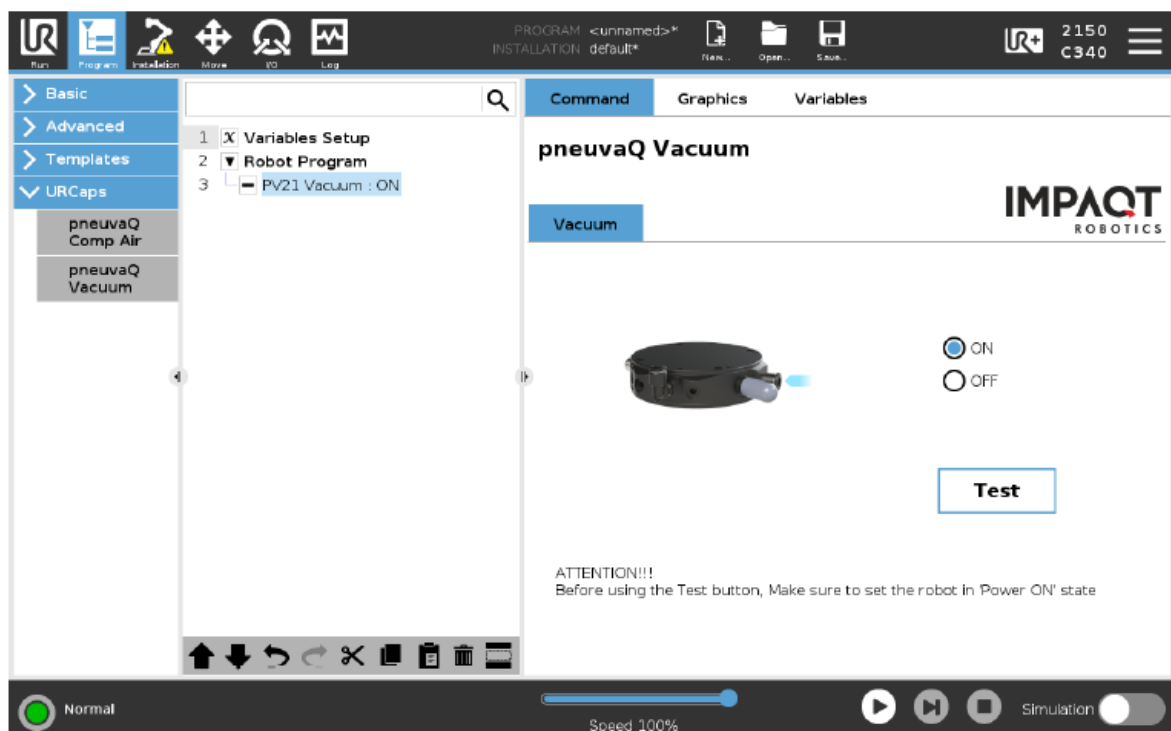 PROGRAM <unnamed>*
INSTALLATION default*
UR
UR+
2150
C340
Run
Program
Installation
Move
I/O
Log
New...
Open...
Save...
Basic
Advanced
Templates
URCaps
pneuvaQ
Comp Air
pneuvaQ
Vacuum
1 X Variables Setup
2 Robot Program
3 PV21 Vacuum : ON
Command Graphics Variables
pneuvaQ Vacuum
IMPAQT
ROBOTICS
Vacuum
ON
OFF
Test
ATTENTION!!!
Before using the Test button, Make sure to set the robot in 'Power ON' state
Normal
Speed 100%
Simulation